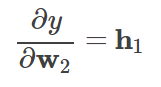 ∂y/∂𝐰₂ = 𝐡₁